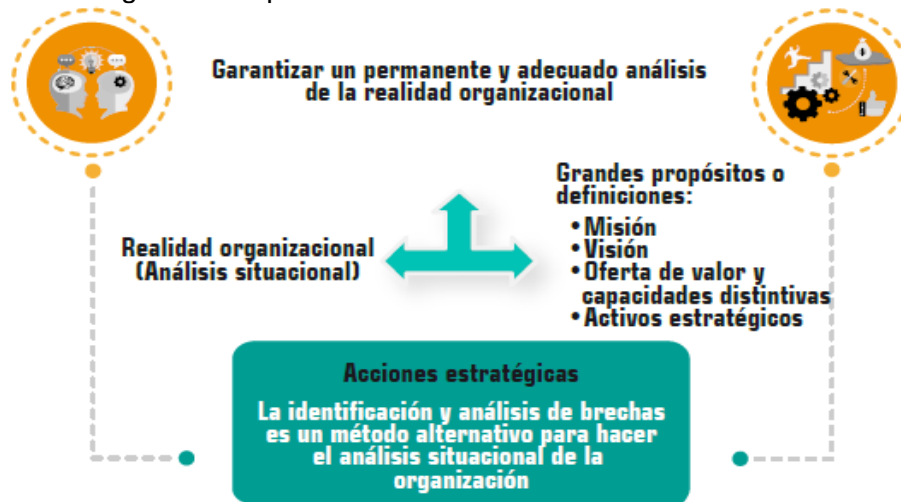 Garantizar un permanente y adecuado análisis
de la realidad organizacional
Realidad organizacional
(Análisis situacional)
Grandes propósitos o
definiciones:
•Misión
•Visión
•Oferta de valor y
capacidades distintivas
•Activos estratégicos
Acciones estratégicas
La identificación y análisis de brechas
es un método alternativo para hacer
el análisis situacional de la
organización